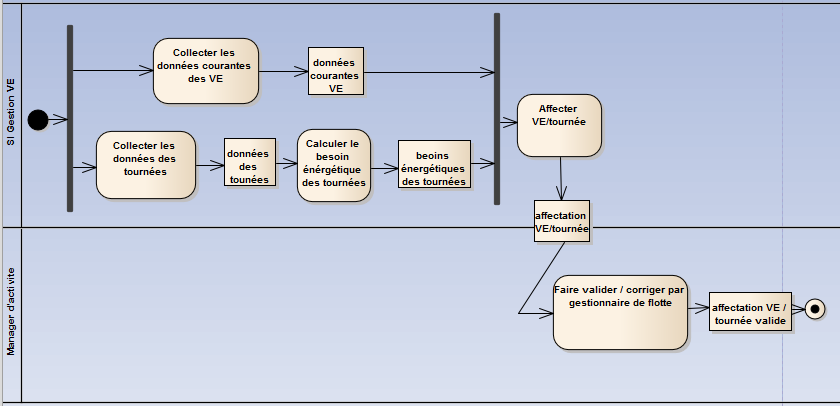 SI Gestion VE
Collecter les
données courantes
des VE
données
courantes
VE
Collecter les
données des
tournées
données
des
tounées
Calculer le
besoin
énérgétique
des tournées
beoins
énergétiques
des tournées
Affecter
VE/tournée
affectation
VE/tournée
Manager d'activite
Faire valider / corriger par
gestionnaire de flotte
affectation VE /
tournée valide